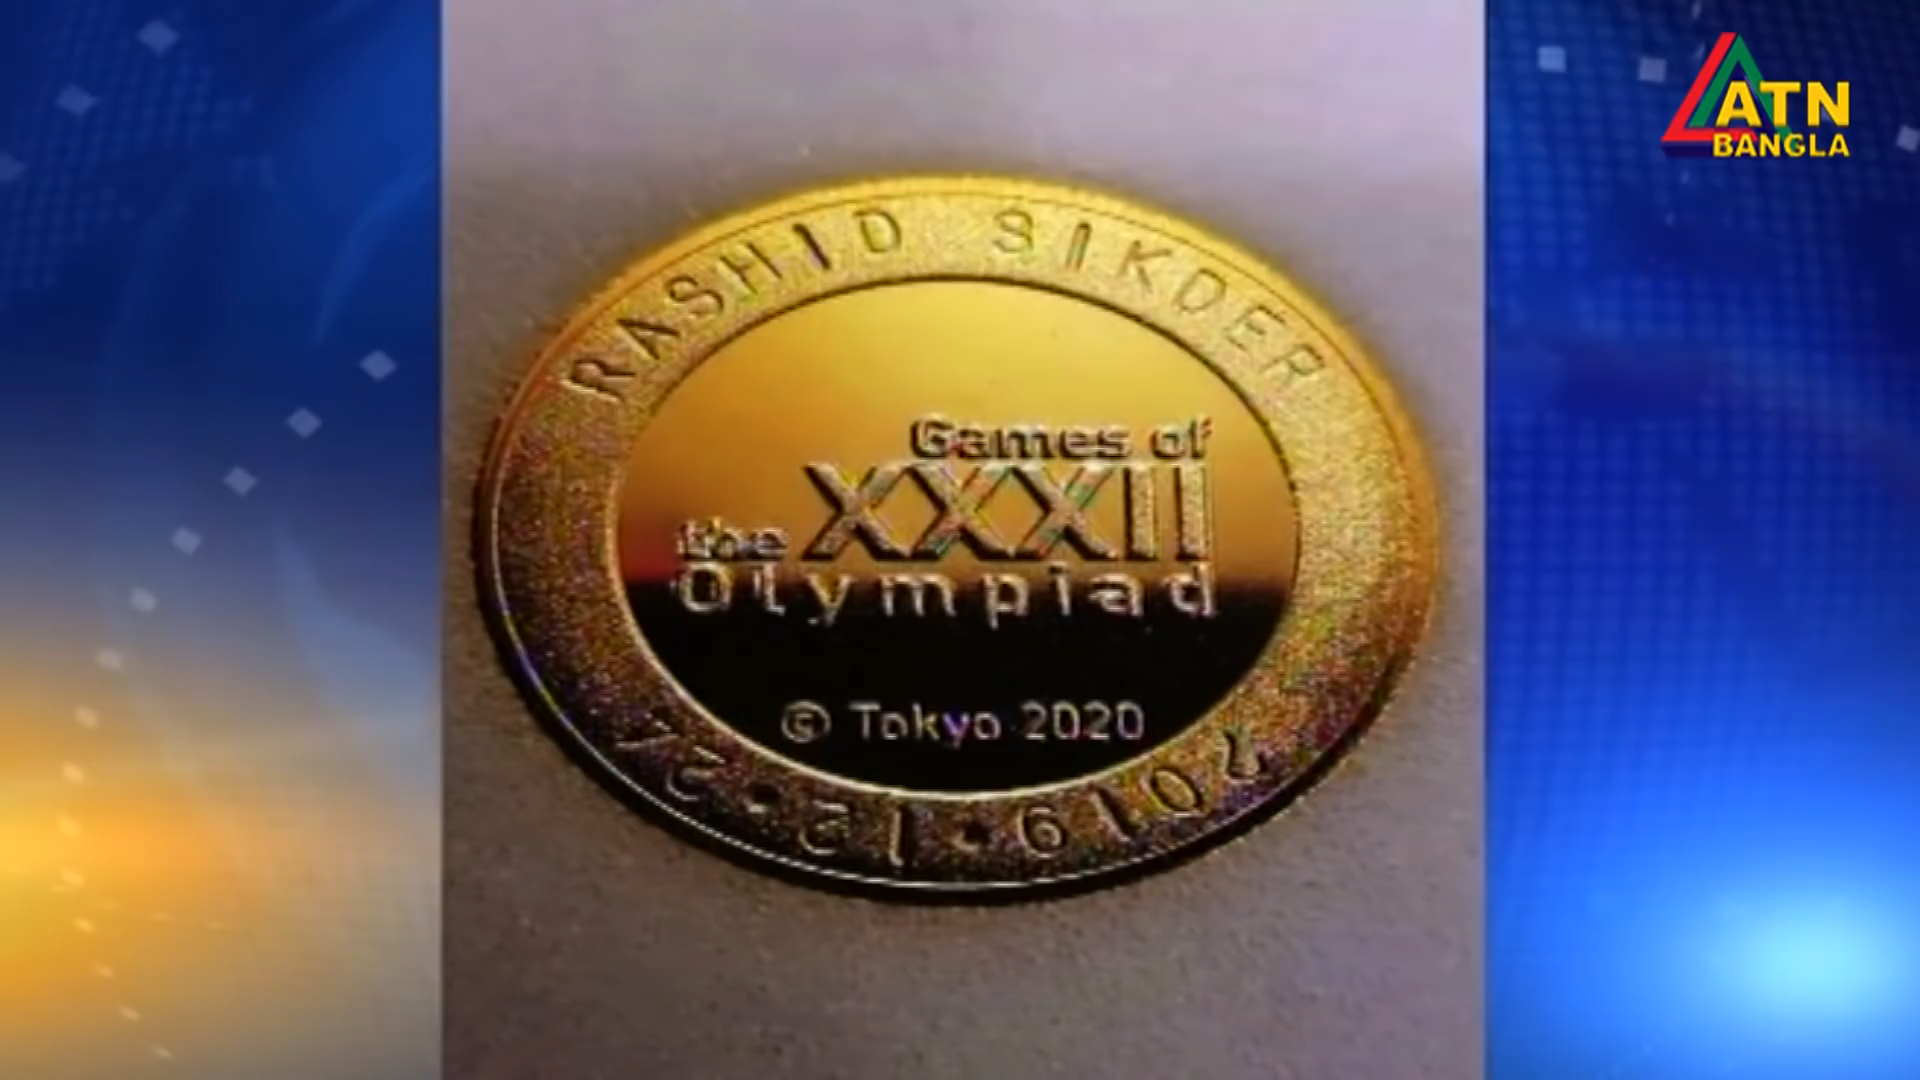 ATN
BANGLA
RASHID SIKDER
Games of
the XXXII
Olympiad
© Tokyo 2020